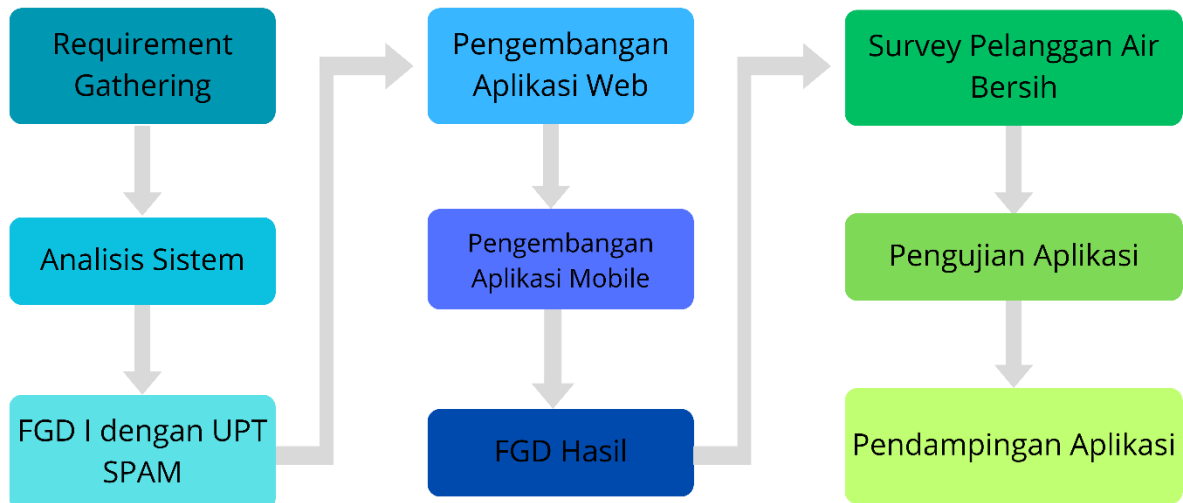 Requirement
Gathering
Analisis Sistem
FGD I dengan UPT
SPAM
Pengembangan
Aplikasi Web
Pengembangan
Aplikasi Mobile
FGD Hasil
Survey Pelanggan Air
Bersih
Pengujian Aplikasi
Pendampingan Aplikasi